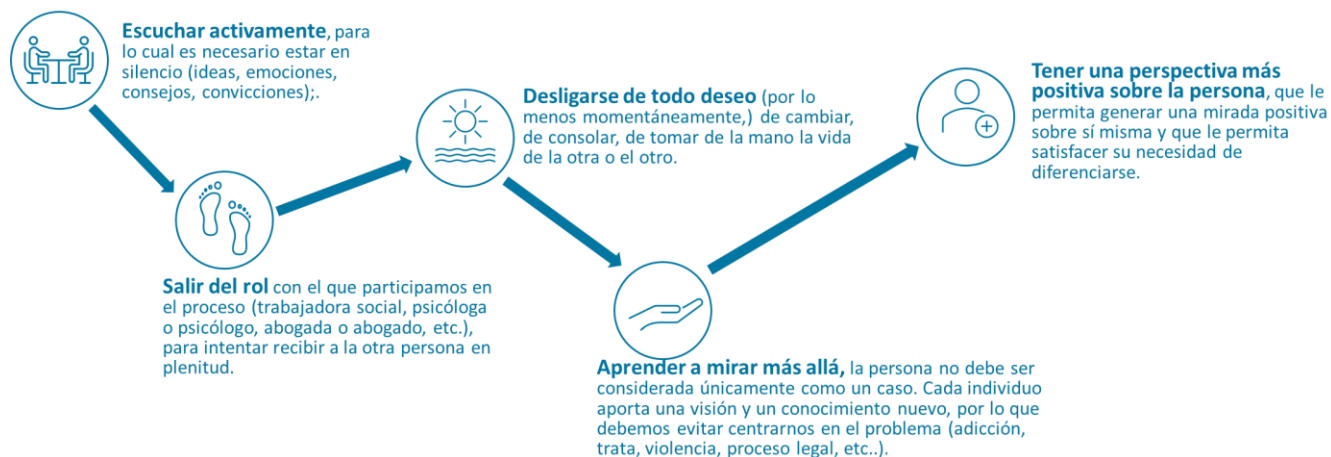 Escuchar activamente, para
lo cual es necesario estar en
silencio (ideas, emociones,
consejos, convicciones);.
Salir del rol con el que participamos en
el proceso (trabajadora social, psicóloga
o psicólogo, abogada o abogado, etc.),
para intentar recibir a la otra persona en
plenitud.
Desligarse de todo deseo (por lo
menos momentáneamente,) de cambiar,
de consolar, de tomar de la mano la vida
de la otra o el otro.
Aprender a mirar más allá, la persona no debe ser
considerada únicamente como un caso. Cada individuo
aporta una visión y un conocimiento nuevo, por lo que
debemos evitar centrarnos en el problema (adicción,
trata, violencia, proceso legal, etc..).
Tener una perspectiva más
positiva sobre la persona, que le
permita generar una mirada positiva
sobre sí misma y que le permita
satisfacer su necesidad de
diferenciarse.